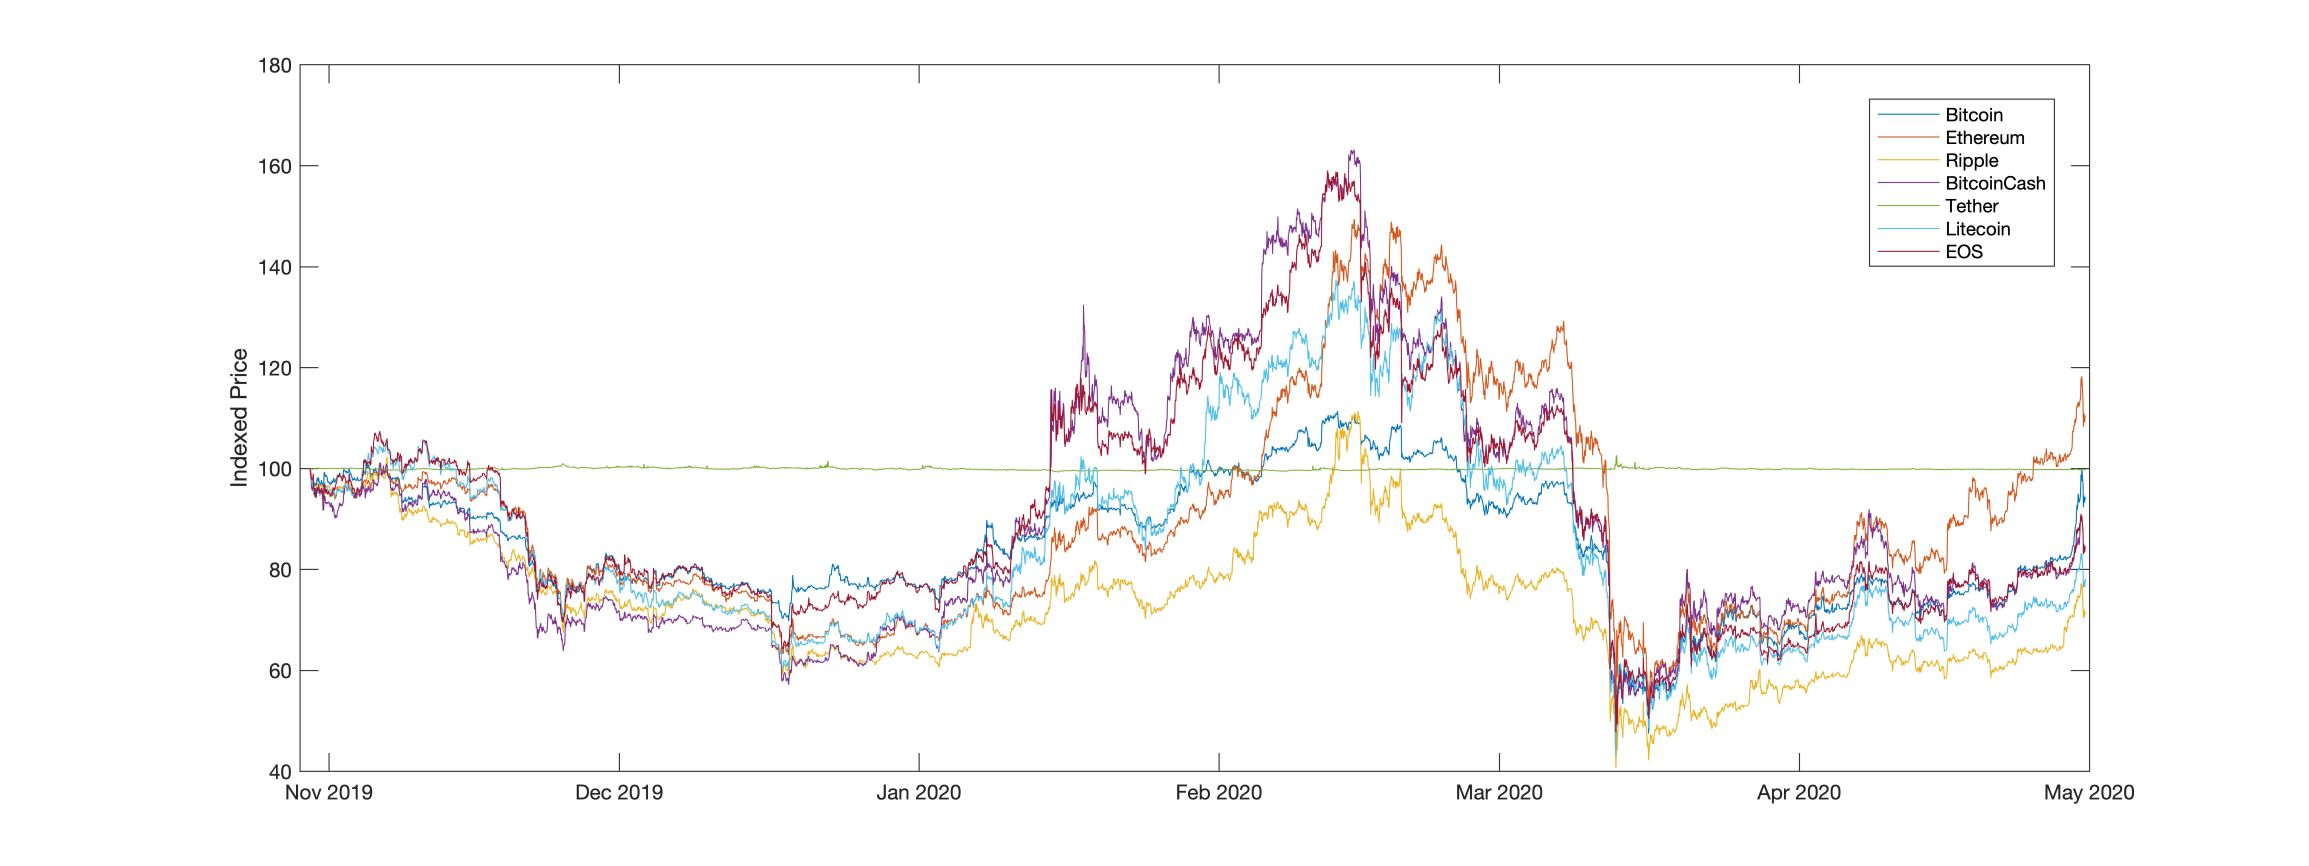 180
160
140
120
100
80
60
40
Indexed Price
Nov 2019 Dec 2019 Jan 2020 Feb 2020 Mar 2020 Apr 2020 May 2020
Bitcoin
Ethereum
Ripple
BitcoinCash
Tether
Litecoin
EOS